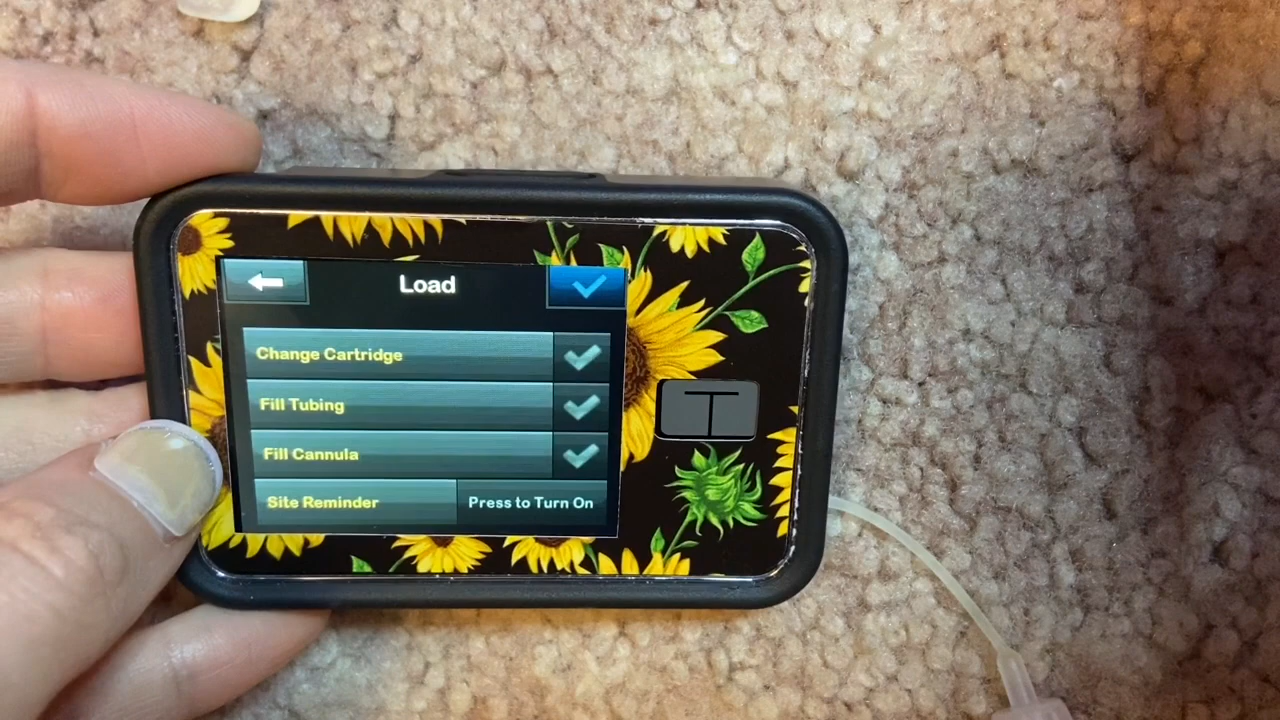 Load
Change Cartridge
Fill Tubing
Fill Cannula
Site Reminder Press to Turn On